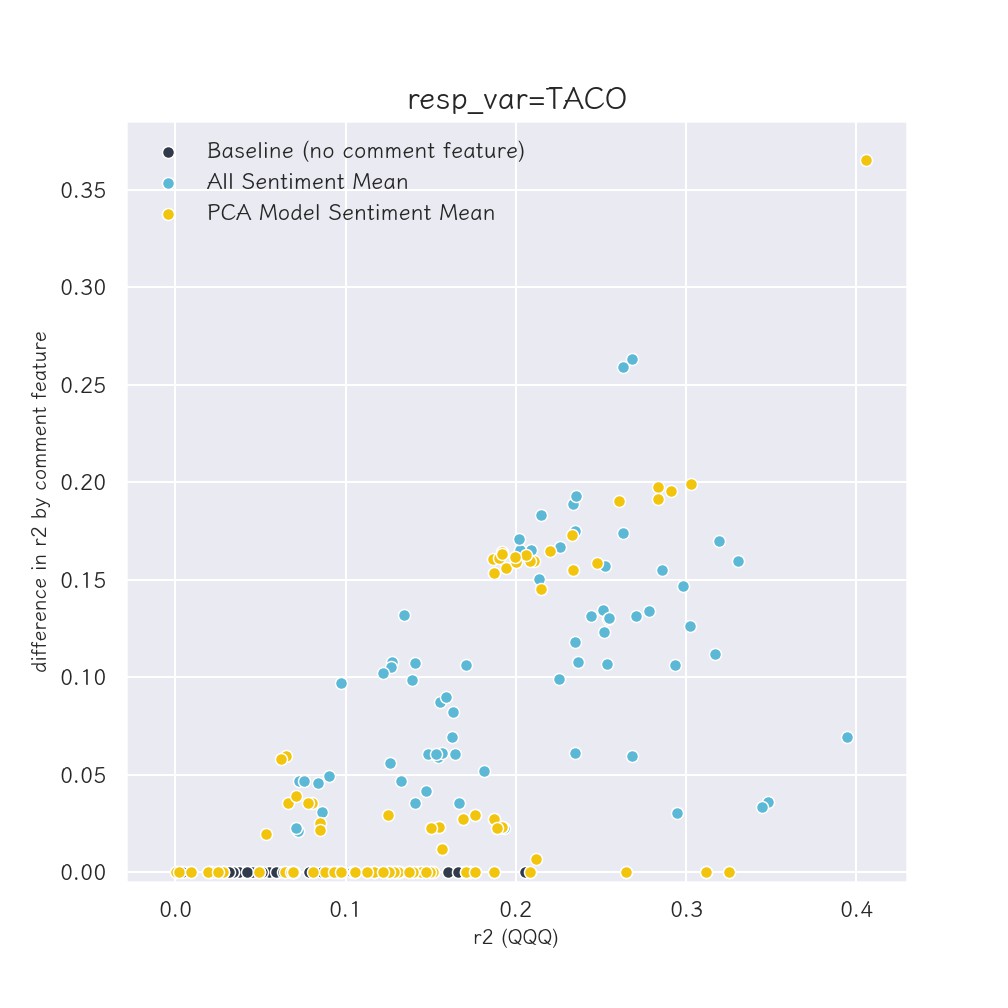 resp_var=TACO
Baseline (no comment feature)
All Sentiment Mean
PCA Model Sentiment Mean
difference in r2 by comment feature
0.35
0.30
0.25
0.20
0.15
0.10
0.05
0.00
0.0
0.1
0.2
0.3
0.4
r2 (QQQ)